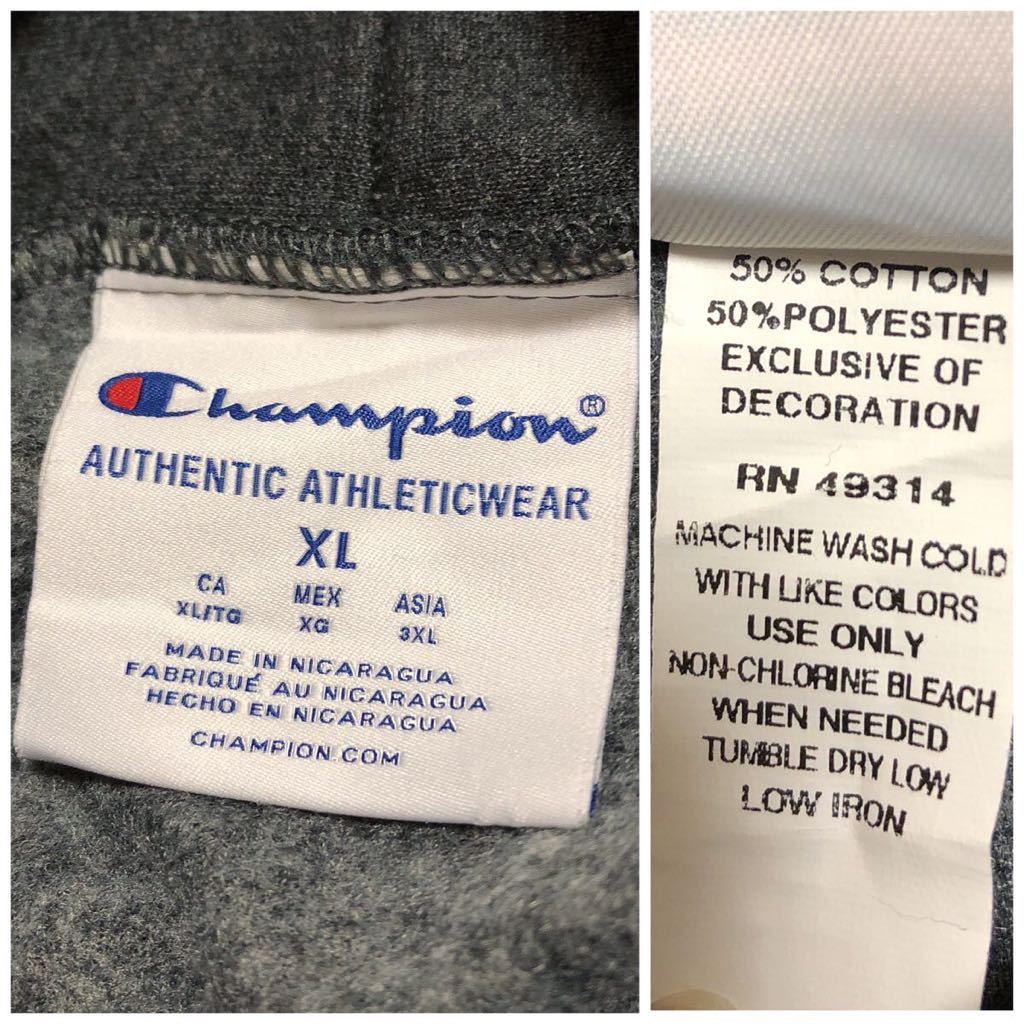 Champion®
AUTHENTIC ATHLETICWEAR
XL
CA MEX ASIA
XL/TG XG 3XL
MADE IN NICARAGUA
FABRIQUÉ AU NICARAGUA
HECHO EN NICARAGUA
CHAMPION.COM
50% COTTON
50%POLYESTER
EXCLUSIVE OF
DECORATION
RN 49314
MACHINE WASH COLD
WITH LIKE COLORS
USE ONLY
NON-CHLORINE BLEACH
WHEN NEEDED
TUMBLE DRY LOW
LOW IRON